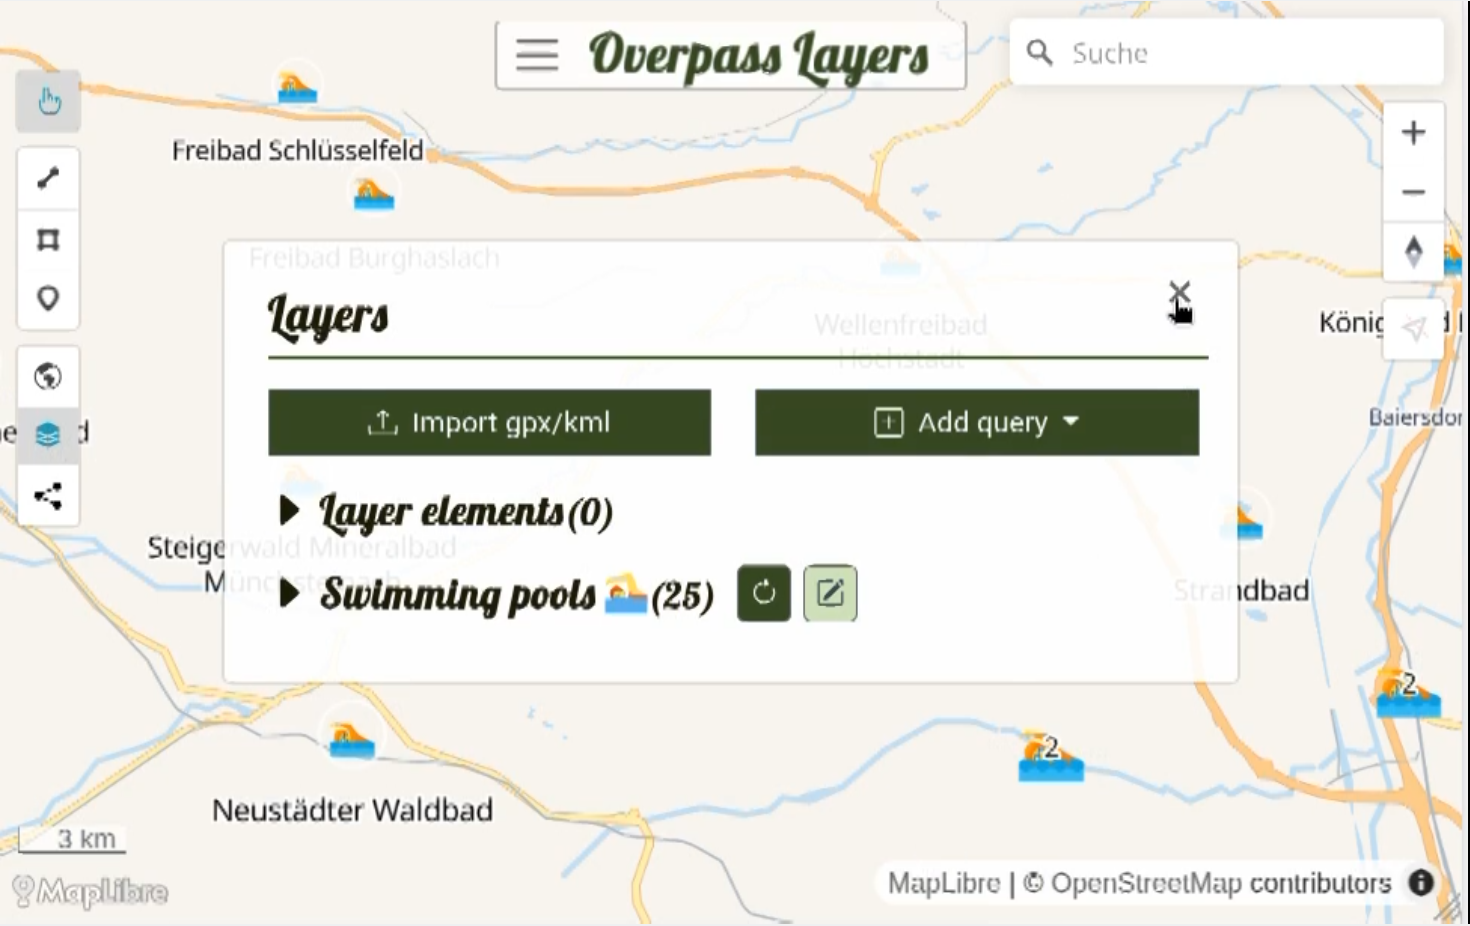 Overpass Layers
Suche
Freibad Schlüsselfeld
Freibad Burghaslach
Layers
Wellenfreibad
Höchstadt
König
Import gpx/kml
Add query
Baiersdor
Layer elements(0)
Steigerwald Mineralbad
Münchsteinach
Swimming pools (25)
Strandbad
2
2
Neustädter Waldbad
3 km
MapLibre
MapLibre | © OpenStreetMap contributors